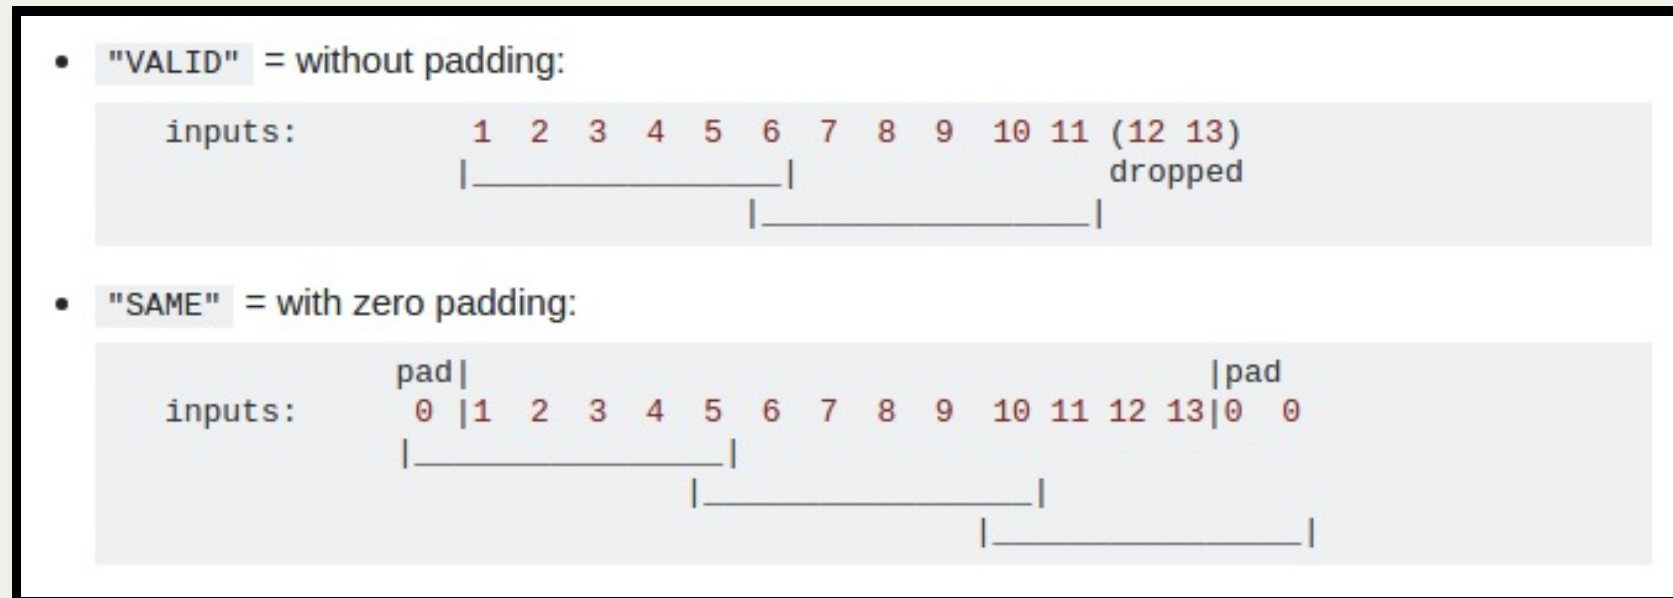 • "VALID" = without padding:
inputs:         1  2  3  4  5  6  7  8  9  10 11 (12 13)
               |________________|                dropped
                              |_________________|
• "SAME" = with zero padding:
            pad|                                      |pad
inputs:      0 |1  2  3  4  5  6  7  8  9  10 11 12 13|0  0
            |________________|
                           |_________________|
                                          |________________|